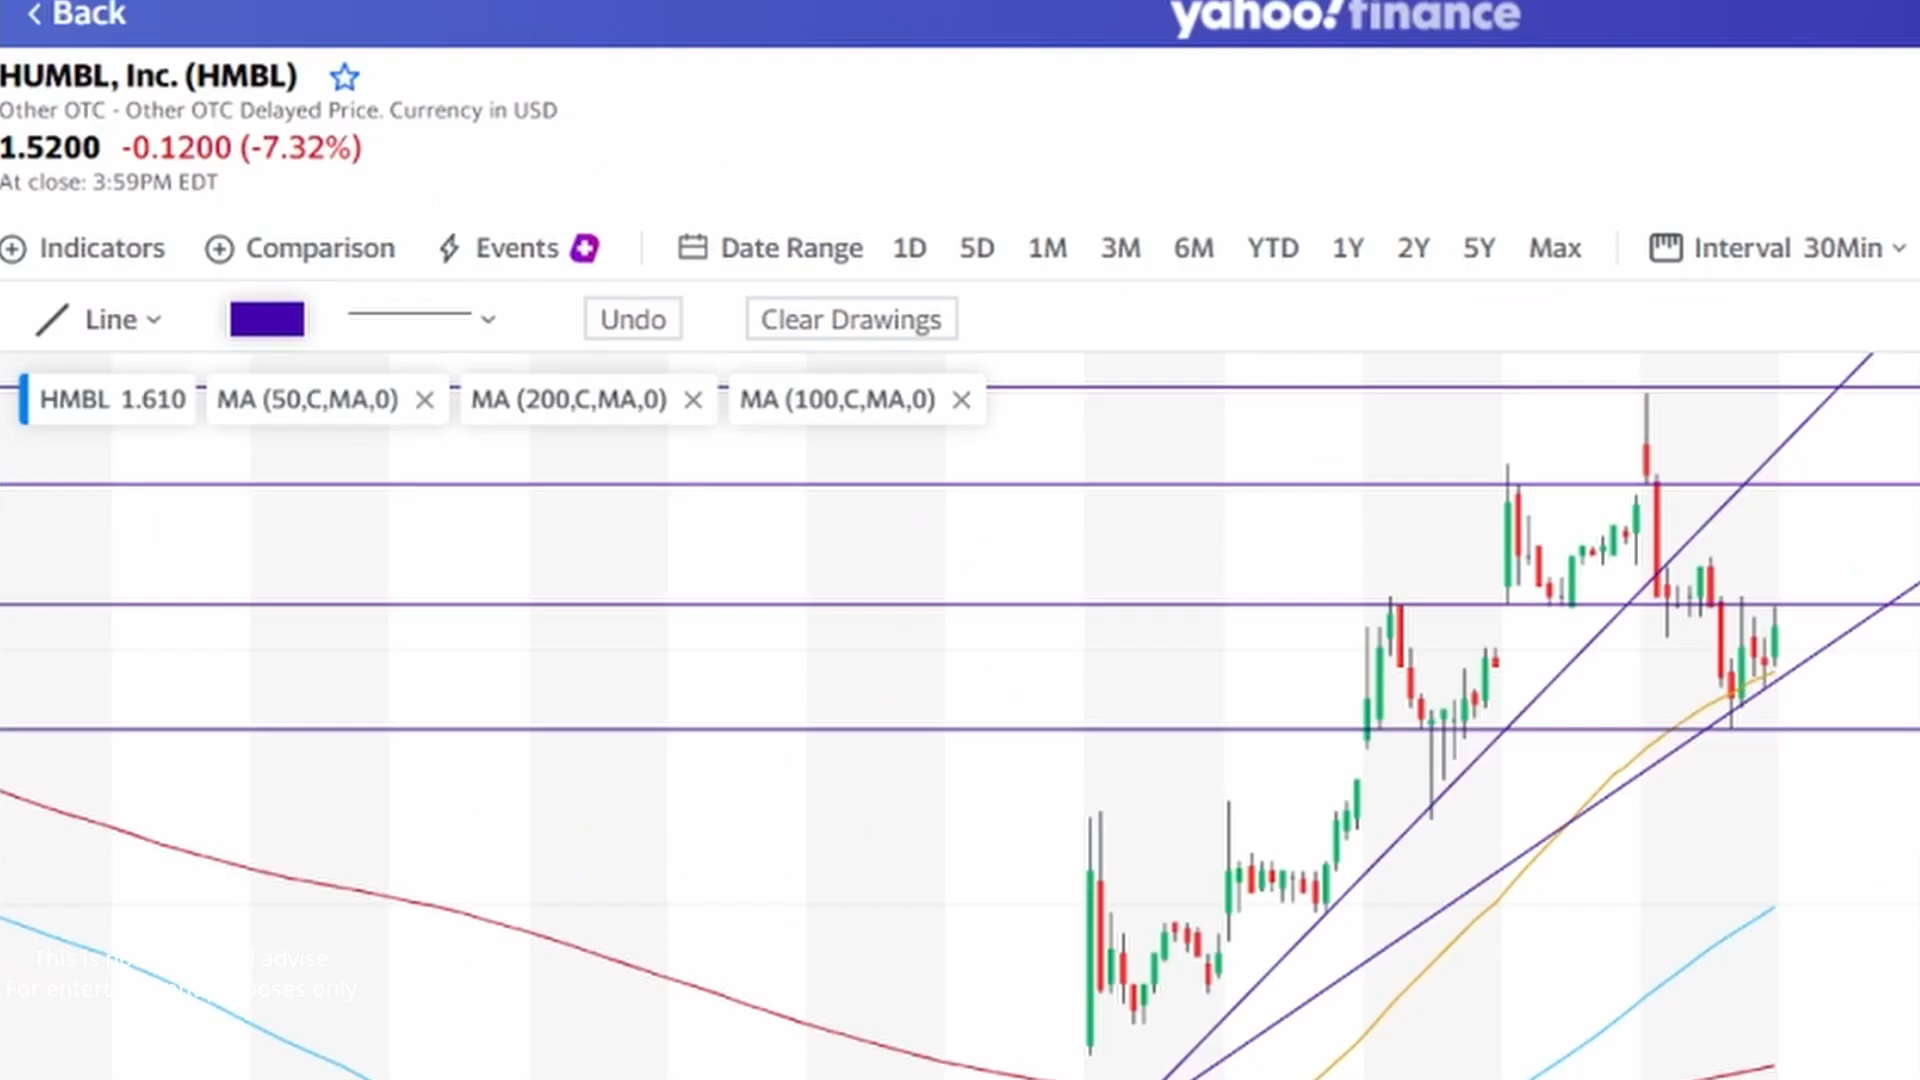 Back
yahoo!finance
HUMBL, Inc. (HMBL)
Other OTC - Other OTC Delayed Price. Currency in USD
1.5200 -0.1200 (-7.32%)
At close: 3:59PM EDT
Indicators Comparison Events Date Range 1D 5D 1M 3M 6M YTD 1Y 2Y 5Y Max Interval 30Min
Line Undo Clear Drawings
HMBL 1.610 MA (50,C,MA,0) MA (200,C,MA,0) MA (100,C,MA,0)
This is advise
For only